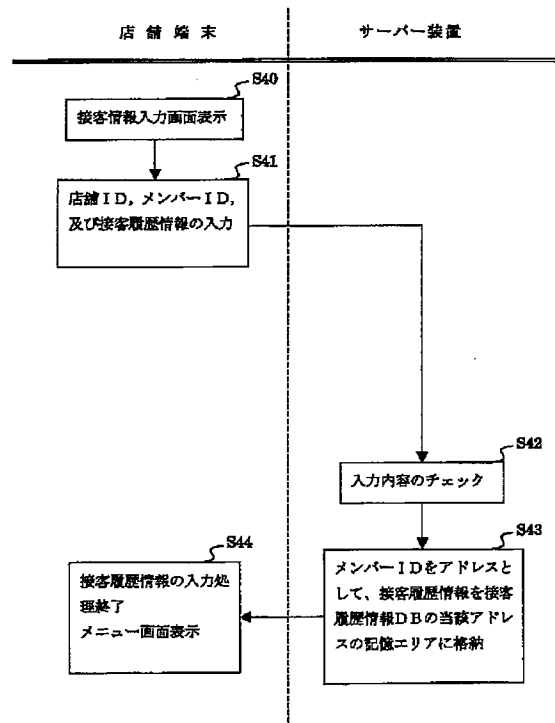 店舗端末
サーバー装置
S40
接客情報入力画面表示
S41
店舗ID,メンバーID,
及び接客履歴情報の入力
S42
入力内容のチェック
S43
メンバーIDをアドレスと
して、接客履歴情報を接客
履歴情報DBの当該アドレ
スの記憶エリアに格納
S44
接客履歴情報の入力処
理終了
メニュー画面表示